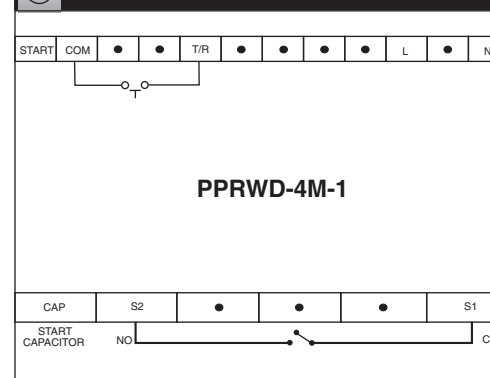 START COM ● ● T/R ● ● ● ● L ● N
PPRWD-4M-1
CAP S2 ● ● ● S1
START
CAPACITOR
NO C